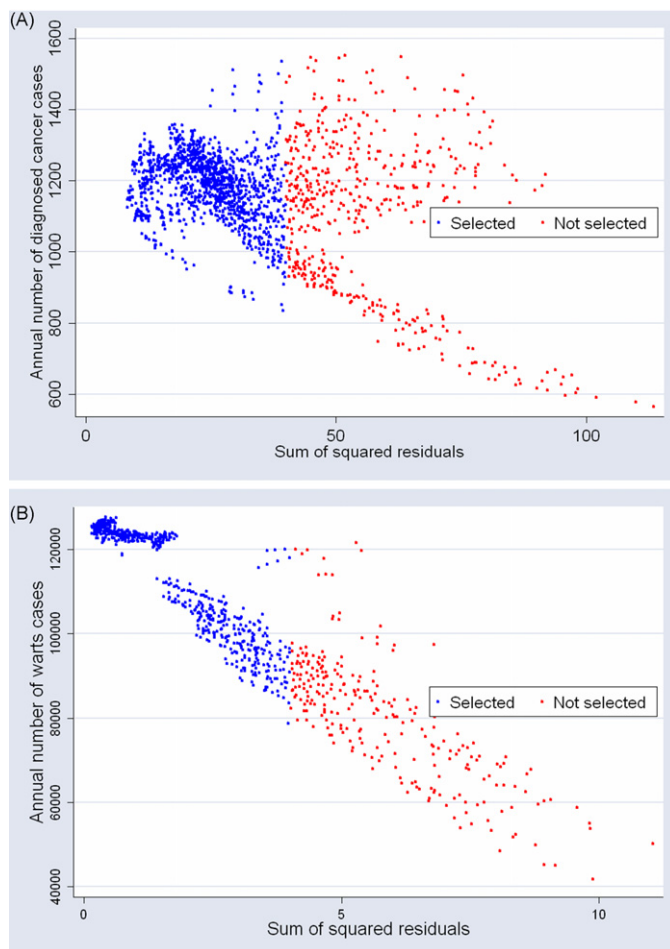 (A)
Annual number of diagnosed cancer cases
1600
1400
1200
1000
800
600
Selected Not selected
0 50 100
Sum of squared residuals
(B)
Annual number of warts cases
120000
100000
80000
60000
40000
Selected Not selected
0 5 10
Sum of squared residuals